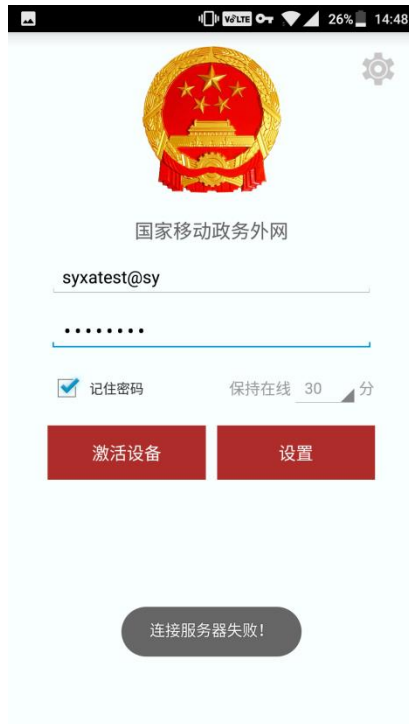 VoLTE 26% 14:48
国家移动政务外网
syxatest@sy
••••••••
记住密码 保持在线 30 分
激活设备 设置
连接服务器失败！